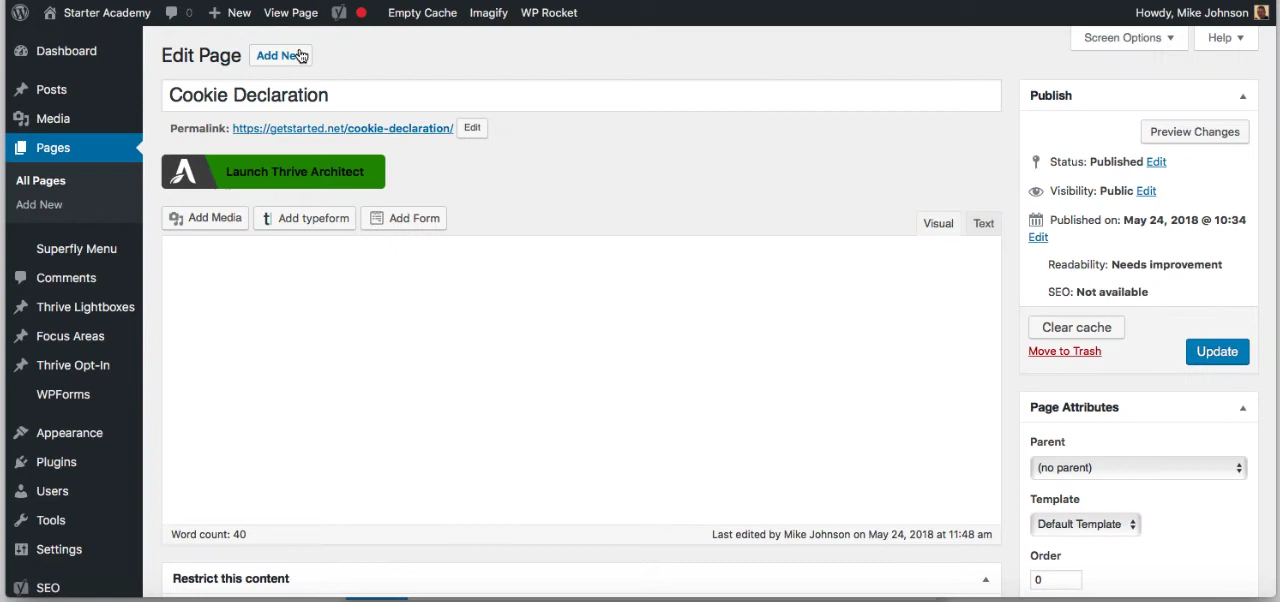 Starter Academy 0 New View Page Empty Cache Imagify WP Rocket Howdy, Mike Johnson
Dashboard
Posts
Media
Pages
All Pages
Add New
Superfly Menu
Comments
Thrive Lightboxes
Focus Areas
Thrive Opt-In
WPForms
Appearance
Plugins
Users
Tools
Settings
SEO
Screen Options Help
Edit Page Add New
Cookie Declaration
Permalink: https://getstarted.net/cookie-declaration/ Edit
Launch Thrive Architect
Add Media Add typeform Add Form
Visual Text
Word count: 40 Last edited by Mike Johnson on May 24, 2018 at 11:48 am
Restrict this content
Publish
Preview Changes
Status: Published Edit
Visibility: Public Edit
Published on: May 24, 2018 @ 10:34
Edit
Readability: Needs improvement
SEO: Not available
Clear cache
Move to Trash Update
Page Attributes
Parent
(no parent)
Template
Default Template
Order
0